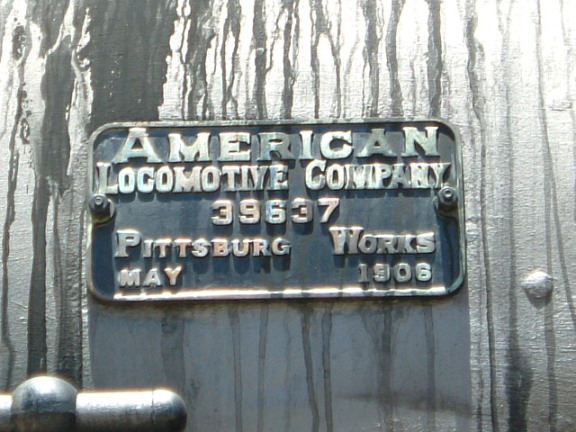 AMERICAN
LOCOMOTIVE COMPANY
39637
PITTSBURG WORKS
MAY 1906